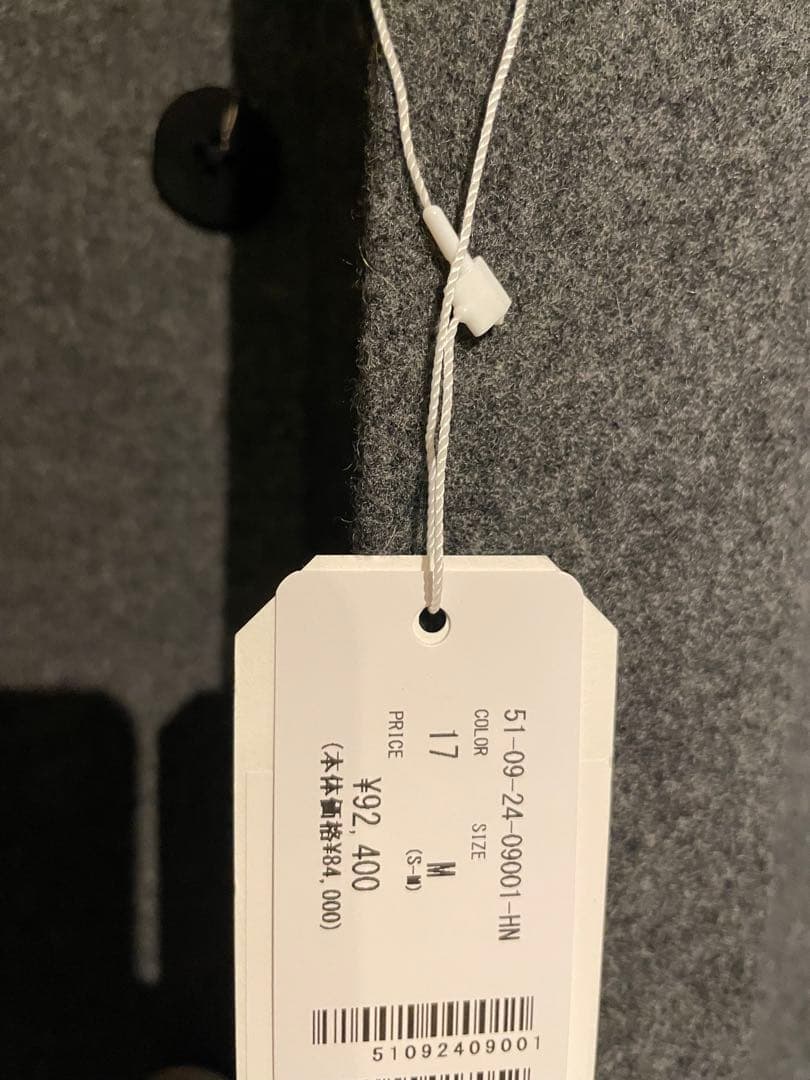 51-09-24-09001-HN
COLOR SIZE
17 M
(S-M)
PRICE
¥92,400
(本体価格¥84,000)
51092409001